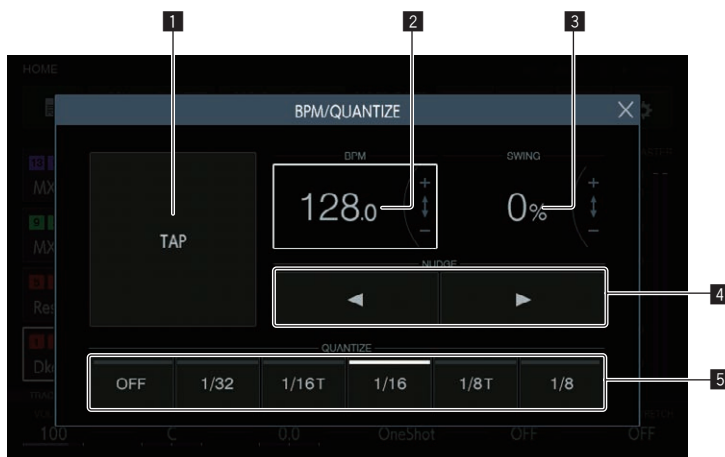 1 2 3
HOME
BPM/QUANTIZE
BPM SWING
128.0 + - 0% + -
TAP
NUDGE
4
QUANTIZE
OFF 1/32 1/16T 1/16 1/8T 1/8 5
MX
MX
Res
Dk
100 C 0.0 OneShot OFF OFF